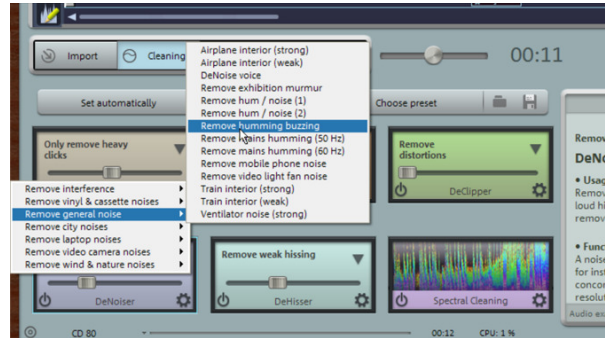 Import
Cleaning
00:11
Set automatically
Choose preset
Airplane interior (strong)
Airplane interior (weak)
DeNoise voice
Remove exhibition murmur
Remove hum / noise (1)
Remove hum / noise (2)
Remove humming buzzing
Remove mains humming (50 Hz)
Remove mains humming (60 Hz)
Remove mobile phone noise
Remove video light fan noise
Train interior (strong)
Train interior (weak)
Ventilator noise (strong)
Only remove heavy
clicks
Remove
distortions
DeClipper
Remove interference
Remove vinyl & cassette noises
Remove general noise
Remove city noises
Remove laptop noises
Remove video camera noises
Remove wind & nature noises
DeNoiser
Remove weak hissing
DeHisser
Spectral Cleaning
Remov
DeNo
• Usag
Remov
loud hi
remov
• Func
A noise
for inst
concor
resolut
Audio ex
CD 80
00:12
CPU: 1 %